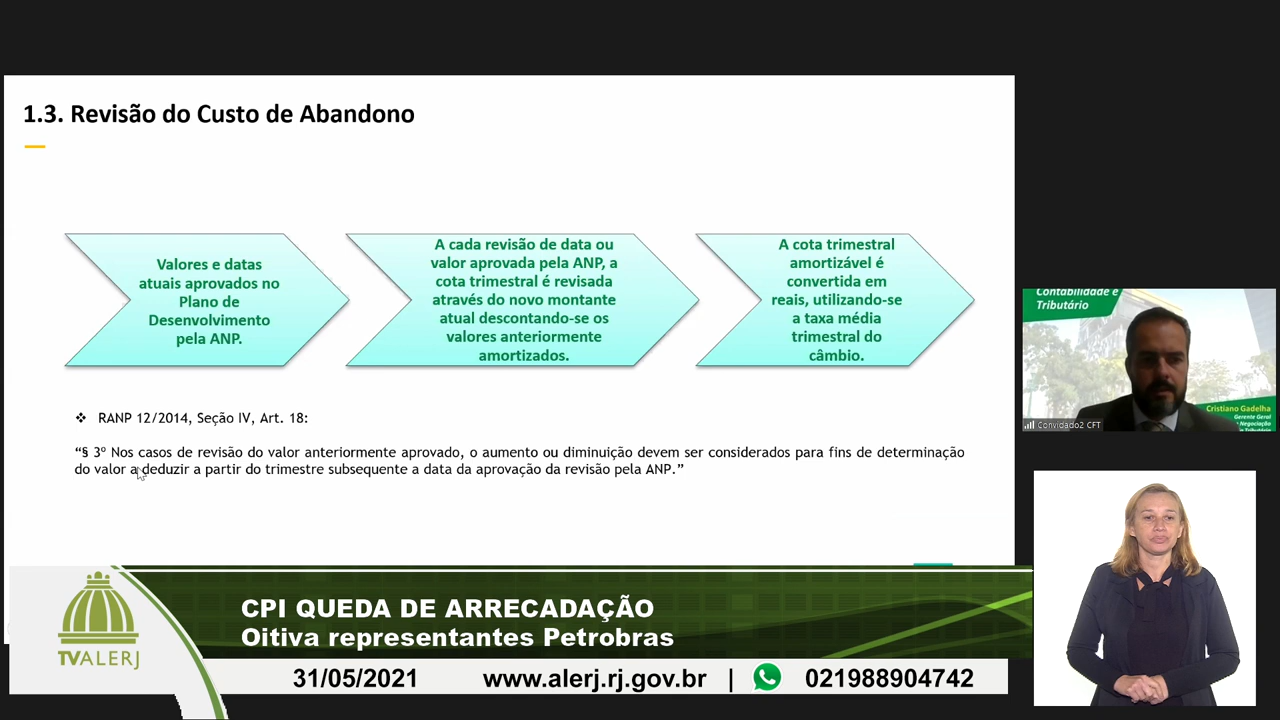 1.3. Revisão do Custo de Abandono
Valores e datas
atuais aprovados no
Plano de
Desenvolvimento
pela ANP.
A cada revisão de data ou
valor aprovada pela ANP, a
cota trimestral é revisada
através do novo montante
atual descontando-se os
valores anteriormente
amortizados.
A cota trimestral
amortizável é
convertida em
reais, utilizando-se
a taxa média
trimestral do
câmbio.
❖ RANP 12/2014, Seção IV, Art. 18:
“§ 3º Nos casos de revisão do valor anteriormente aprovado, o aumento ou diminuição devem ser considerados para fins de determinação
do valor a deduzir a partir do trimestre subsequente a data da aprovação da revisão pela ANP.”
Contabilidade e
Tributário
Cristiano Gadelha
Gerente Geral
Negociação
Tributário
Convidado2 CFT
TVALERJ
CPI QUEDA DE ARRECADAÇÃO
Oitiva representantes Petrobras
31/05/2021 www.alerj.rj.gov.br | 021988904742